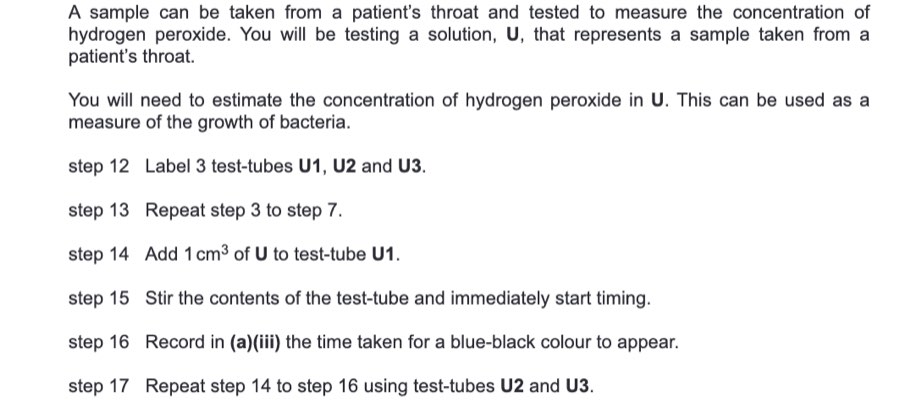 A sample can be taken from a patient's throat and tested to measure the concentration of
hydrogen peroxide. You will be testing a solution, U, that represents a sample taken from a
patient's throat.
You will need to estimate the concentration of hydrogen peroxide in U. This can be used as a
measure of the growth of bacteria.
step 12 Label 3 test-tubes U1, U2 and U3.
step 13 Repeat step 3 to step 7.
step 14 Add 1 cm³ of U to test-tube U1.
step 15 Stir the contents of the test-tube and immediately start timing.
step 16 Record in (a)(iii) the time taken for a blue-black colour to appear.
step 17 Repeat step 14 to step 16 using test-tubes U2 and U3.